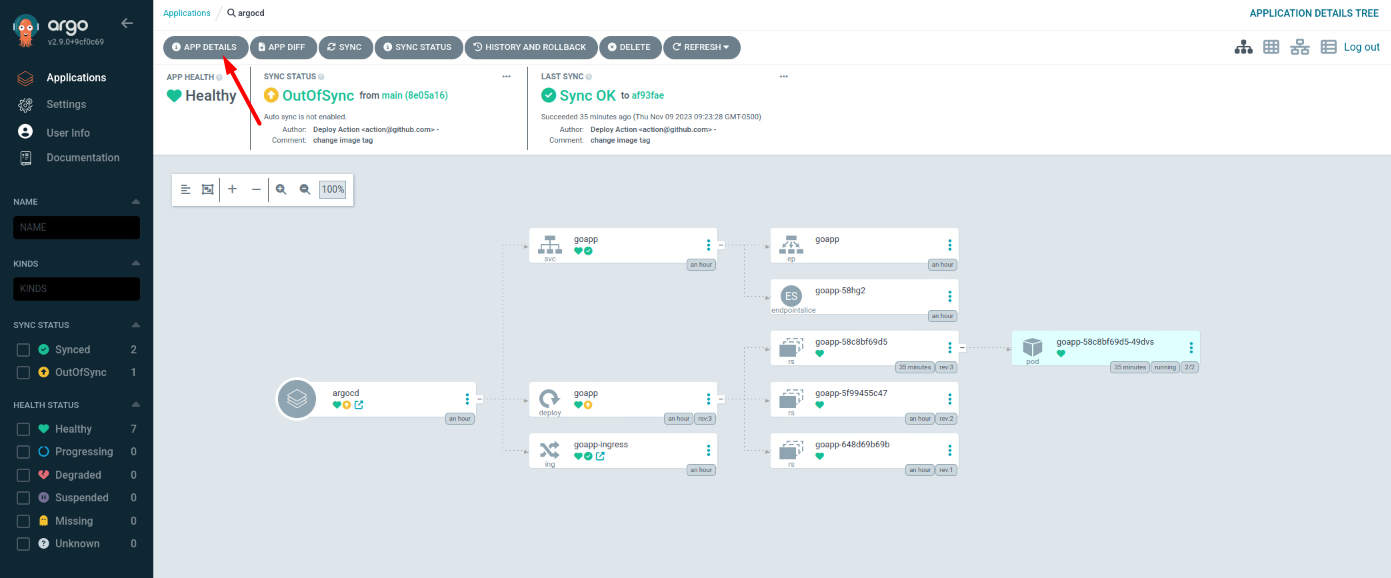 argo
v2.9.0+9cf0c69
Applications
Settings
User Info
Documentation
NAME
NAME
KINDS
KINDS
SYNC STATUS
Synced 2
OutOfSync 1
HEALTH STATUS
Healthy 7
Progressing 0
Degraded 0
Suspended 0
Missing 0
Unknown 0
Applications / argocd
APPLICATION DETAILS TREE
APP DETAILS APP DIFF SYNC SYNC STATUS HISTORY AND ROLLBACK DELETE REFRESH
Log out
APP HEALTH
Healthy
SYNC STATUS
OutOfSync from main (8e05a16)
Auto sync is not enabled.
Author: Deploy Action <action@github.com> -
Comment: change image tag
LAST SYNC
Sync OK to af93fae
Succeeded 35 minutes ago (Thu Nov 09 2023 09:23:28 GMT-0500)
Author: Deploy Action <action@github.com> -
Comment: change image tag
100%
argocd
an hour
goapp
svc
an hour
goapp
deploy
an hour rev:3
goapp-ingress
ing
an hour
goapp
ep
an hour
ES
goapp-58hg2
endpointslice
an hour
goapp-58c8bf69d5
rs
35 minutes rev:3
goapp-5f99455c47
rs
an hour rev:2
goapp-648d69b69b
rs
an hour rev:1
goapp-58c8bf69d5-49dvs
pod
35 minutes running 2/2